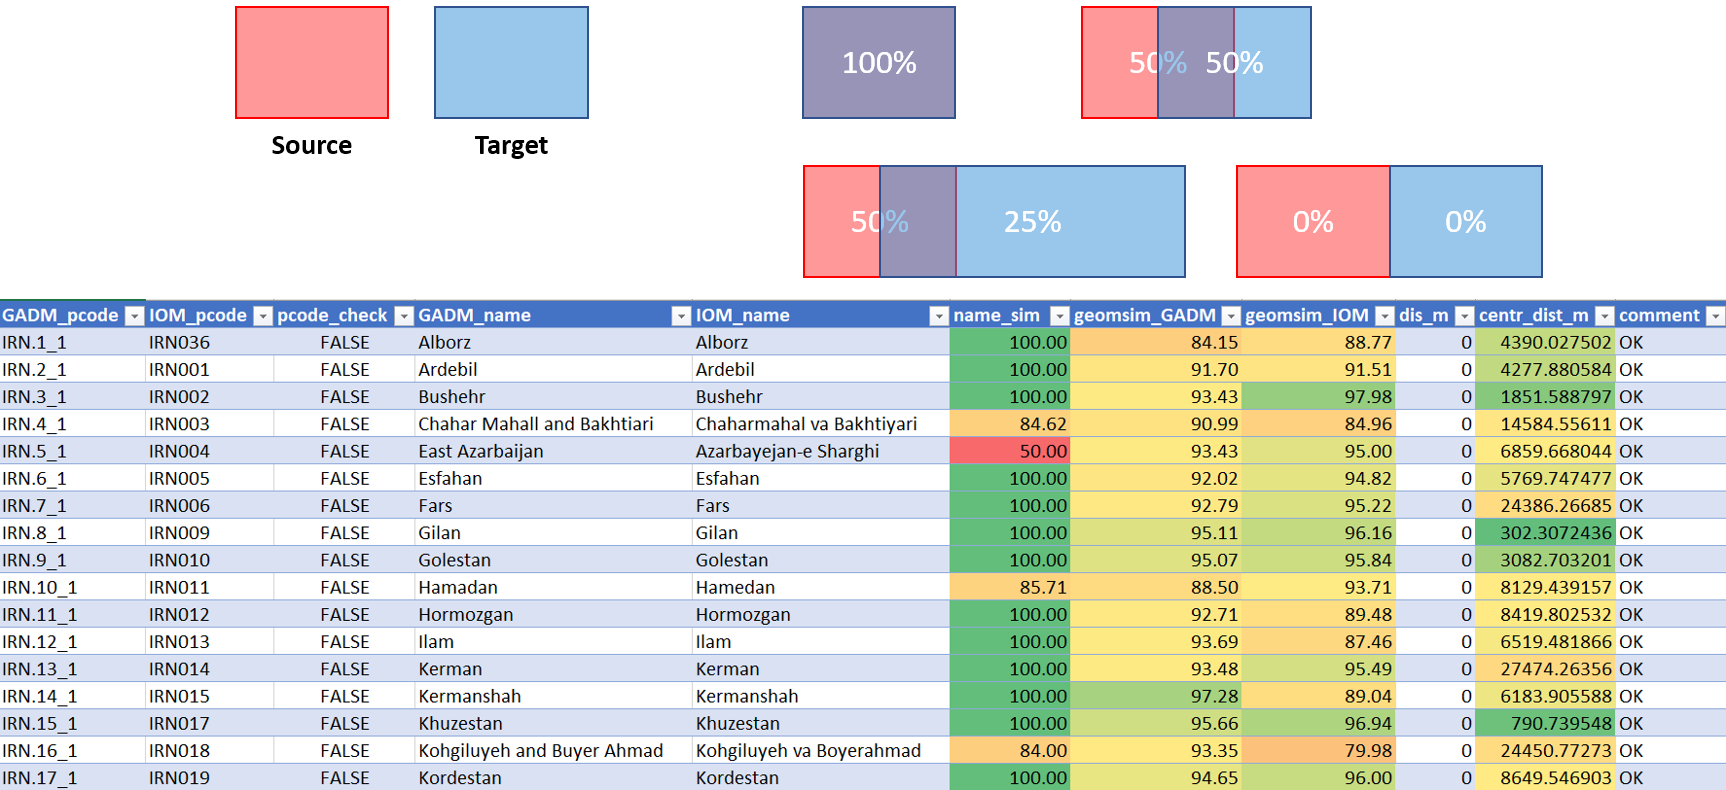 100%
50% 50%
Source Target
50% 25% 0% 0%
GADM_pcode IOM_pcode pcode_check GADM_name IOM_name name_sim geomsim_GADM geomsim_IOM dis_m centr_dist_m comment
IRN.1_1 IRN036 FALSE Alborz Alborz 100.00 84.15 88.77 0 4390.027502 OK
IRN.2_1 IRN001 FALSE Ardebil Ardebil 100.00 91.70 91.51 0 4277.880584 OK
IRN.3_1 IRN002 FALSE Bushehr Bushehr 100.00 93.43 97.98 0 1851.588797 OK
IRN.4_1 IRN003 FALSE Chahar Mahall and Bakhtiari Chaharmahal va Bakhtiyari 84.62 90.99 84.96 0 14584.55611 OK
IRN.5_1 IRN004 FALSE East Azarbaijan Azarbayejan-e Sharghi 50.00 93.43 95.00 0 6859.668044 OK
IRN.6_1 IRN005 FALSE Esfahan Esfahan 100.00 92.02 94.82 0 5769.747477 OK
IRN.7_1 IRN006 FALSE Fars Fars 100.00 92.79 95.22 0 24386.26685 OK
IRN.8_1 IRN009 FALSE Gilan Gilan 100.00 95.11 96.16 0 302.3072436 OK
IRN.9_1 IRN010 FALSE Golestan Golestan 100.00 95.07 95.84 0 3082.703201 OK
IRN.10_1 IRN011 FALSE Hamadan Hamedan 85.71 88.50 93.71 0 8129.439157 OK
IRN.11_1 IRN012 FALSE Hormozgan Hormozgan 100.00 92.71 89.48 0 8419.802532 OK
IRN.12_1 IRN013 FALSE Ilam Ilam 100.00 93.69 87.46 0 6519.481866 OK
IRN.13_1 IRN014 FALSE Kerman Kerman 100.00 93.48 95.49 0 27474.26356 OK
IRN.14_1 IRN015 FALSE Kermanshah Kermanshah 100.00 97.28 89.04 0 6183.905588 OK
IRN.15_1 IRN017 FALSE Khuzestan Khuzestan 100.00 95.66 96.94 0 790.739548 OK
IRN.16_1 IRN018 FALSE Kohgiluyeh and Buyer Ahmad Kohgiluyeh va Boyerahmad 84.00 93.35 79.98 0 24450.77273 OK
IRN.17_1 IRN019 FALSE Kordestan Kordestan 100.00 94.65 96.00 0 8649.546903 OK